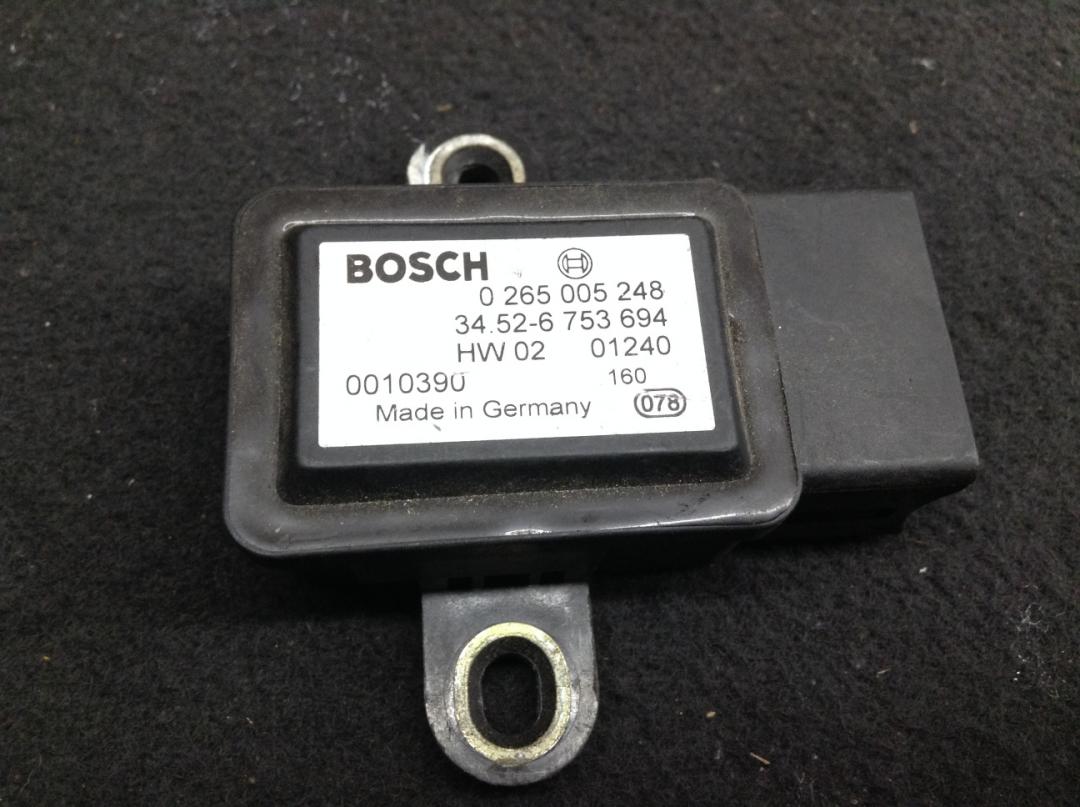 BOSCH
0 265 005 248
34.52-6 753 694
HW 02 01240
0010390 160
Made in Germany 078